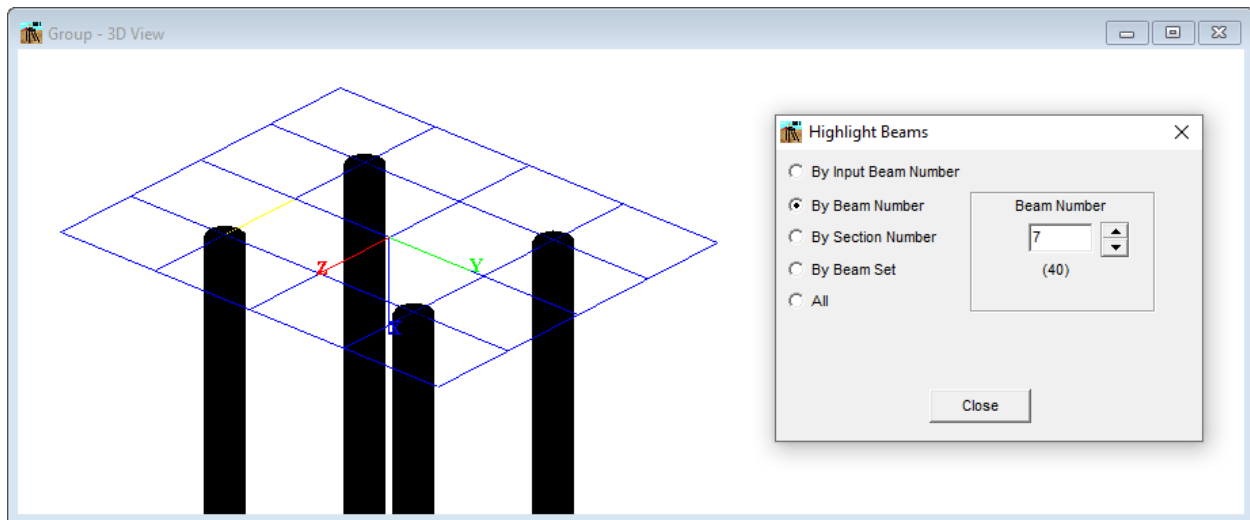 Group - 3D View
Z
Y
X
Highlight Beams
By Input Beam Number
By Beam Number
By Section Number
By Beam Set
All
Beam Number
7
(40)
Close